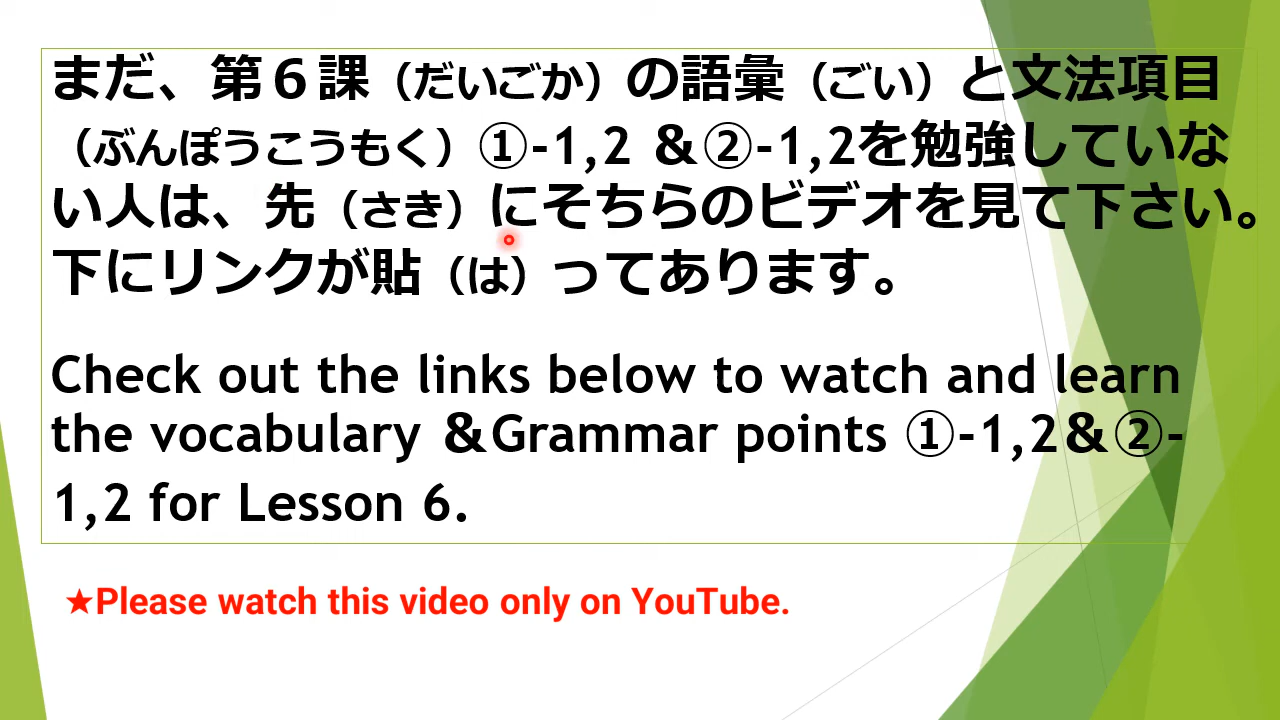 まだ、第６課（だいごか）の語彙（ごい）と文法項目
（ぶんぽうこうもく）①-1,2 ＆②-1,2を勉強していな
い人は、先（さき）にそちらのビデオを見て下さい。
下にリンクが貼（は）ってあります。
Check out the links below to watch and learn
the vocabulary ＆Grammar points ①-1,2＆②-
1,2 for Lesson 6.
★Please watch this video only on YouTube.